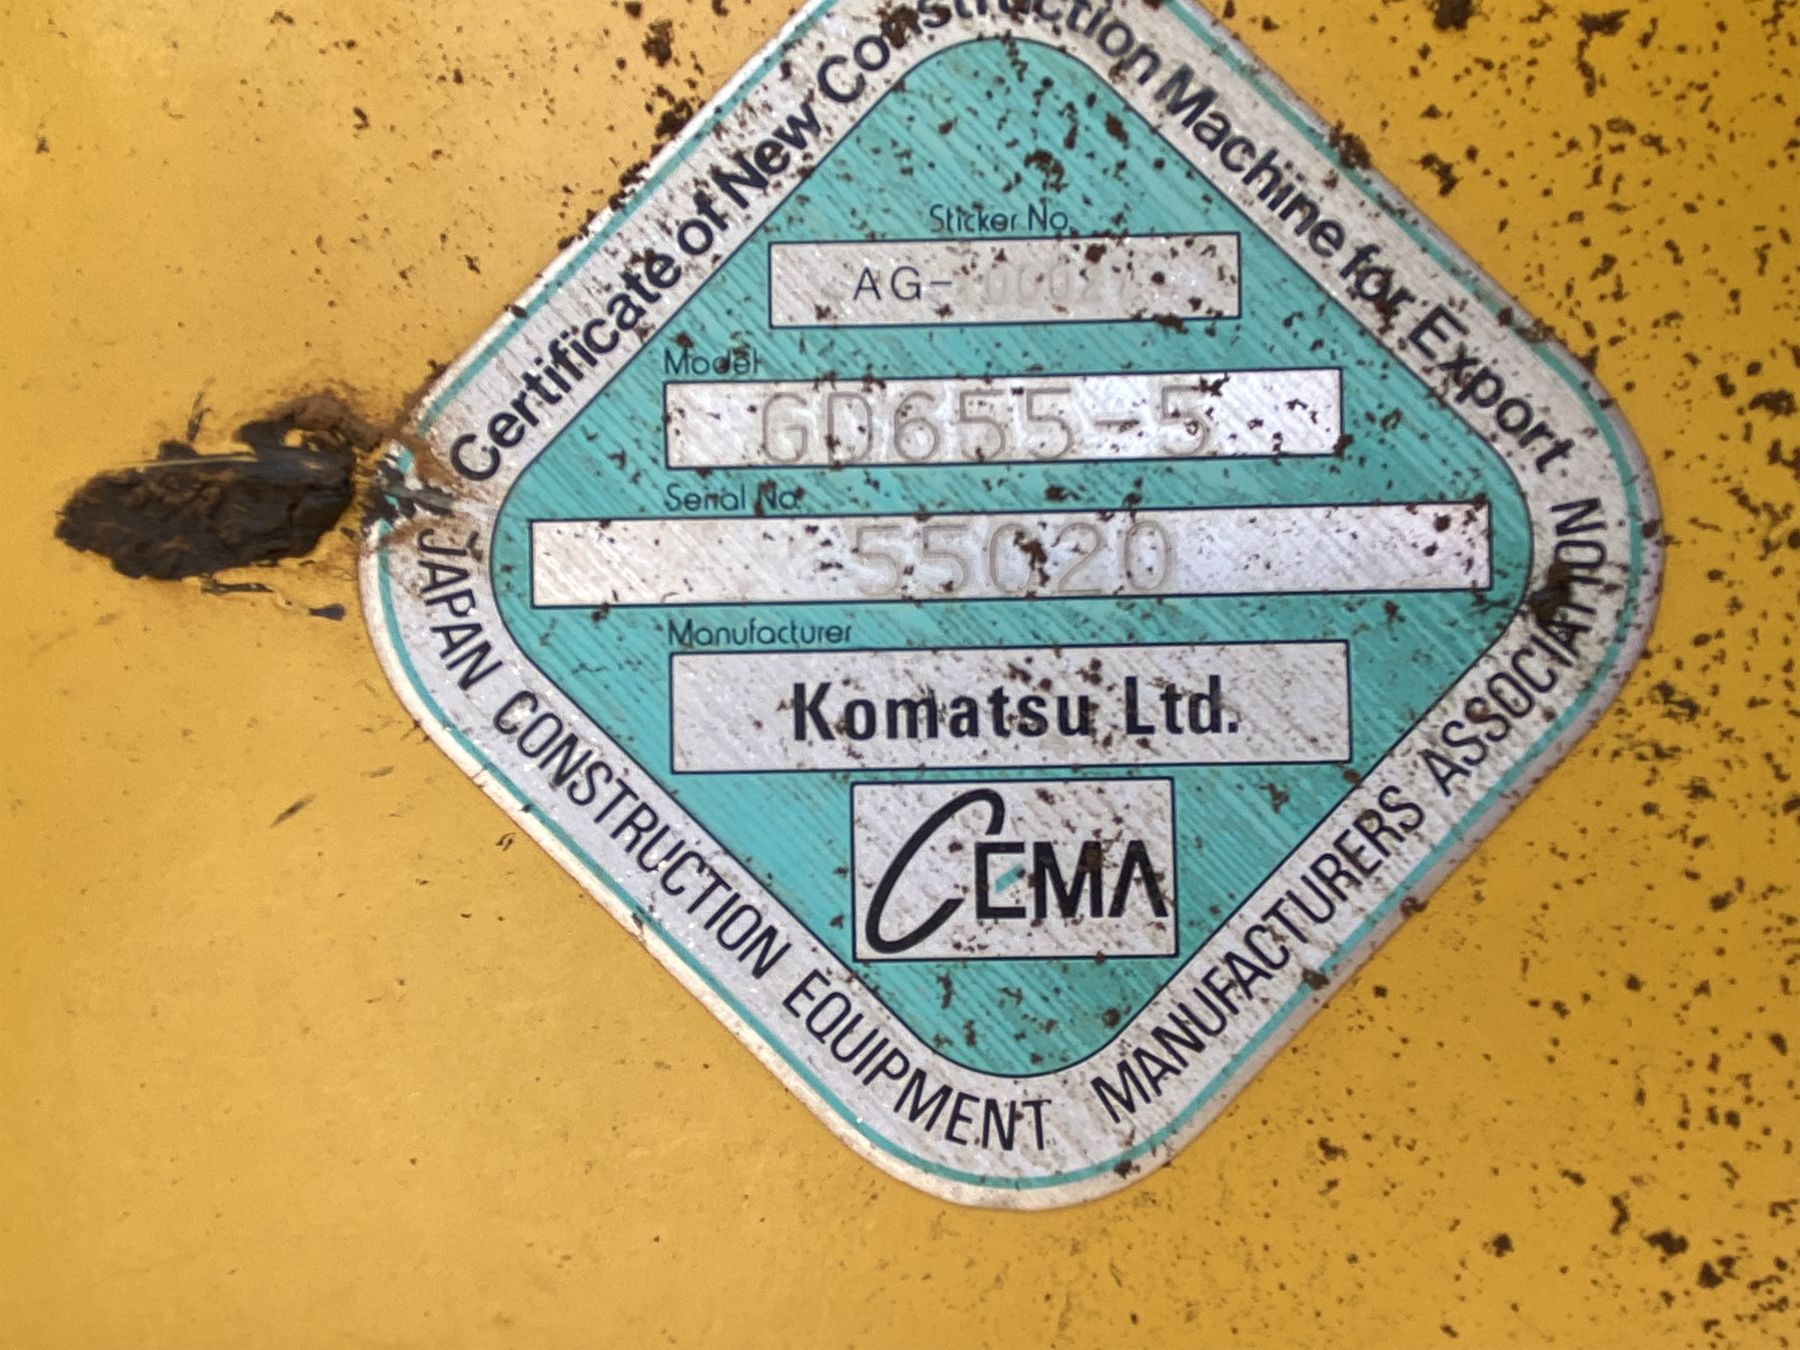 Certificate of New Construction Machine for Export
Sticker No.
AG-
Model
GD655-5
Serial No.
55020
Manufacturer
Komatsu Ltd.
CEMA
JAPAN CONSTRUCTION EQUIPMENT MANUFACTURERS ASSOCIATION